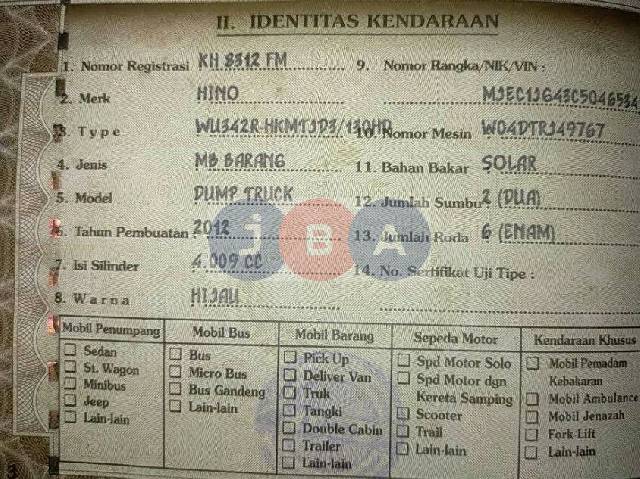 II. IDENTITAS KENDARAAN
1. Nomor Registrasi KH 8312 FM
2. Merk HINO
3. Type WU342R-HKMTJD3/130HD
4. Jenis MB BARANG
5. Model DUMP TRUCK
6. Tahun Pembuatan 2012
7. Isi Silinder 4.009 CC
8. Warna HIJAU
9. Nomor Rangka/NIK/VIN :
10. Nomor Mesin W04DTRJ49767
11. Bahan Bakar SOLAR
12. Jumlah Sumbu 2 (DUA)
13. Jumlah Roda 6 (ENAM)
14. No. Sertifikat Uji Tipe :
JBA
Mobil Penumpang
Sedan
St. Wagon
Minibus
Jeep
Lain-lain
Mobil Bus
Bus
Micro Bus
Bus Gandeng
Lain-lain
Mobil Barang
Pick Up
Deliver Van
Truk
Tangki
Double Cabin
Trailer
Lain-lain
Sepeda Motor
Spd Motor Solo
Spd Motor dgn
Kereta Samping
Scooter
Trail
Lain-lain
Kendaraan Khusus
Mobil Pemadam
Kebakaran
Mobil Ambulance
Mobil Jenazah
Fork Lift
Lain-lain